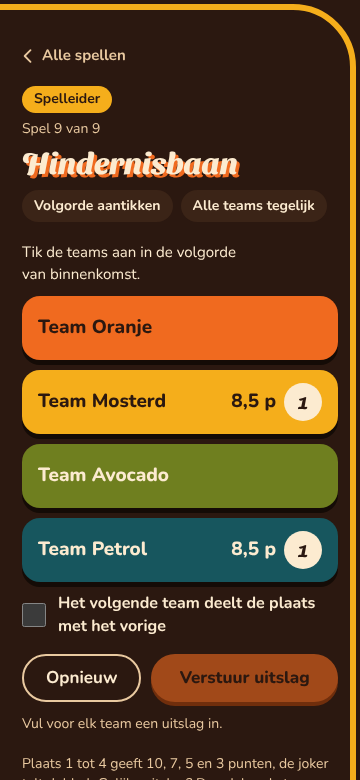 Alle spellen
Spelleider
Spel 9 van 9
Hindernisbaan
Volgorde aantikken
Alle teams tegelijk
Tik de teams aan in de volgorde
van binnenkomst.
Team Oranje
Team Mosterd 8,5 p 1
Team Avocado
Team Petrol 8,5 p 1
Het volgende team deelt de plaats
met het vorige
Opnieuw
Verstuur uitslag
Vul voor elk team een uitslag in.
Plaats 1 tot 4 geeft 10, 7, 5 en 3 punten, de joker